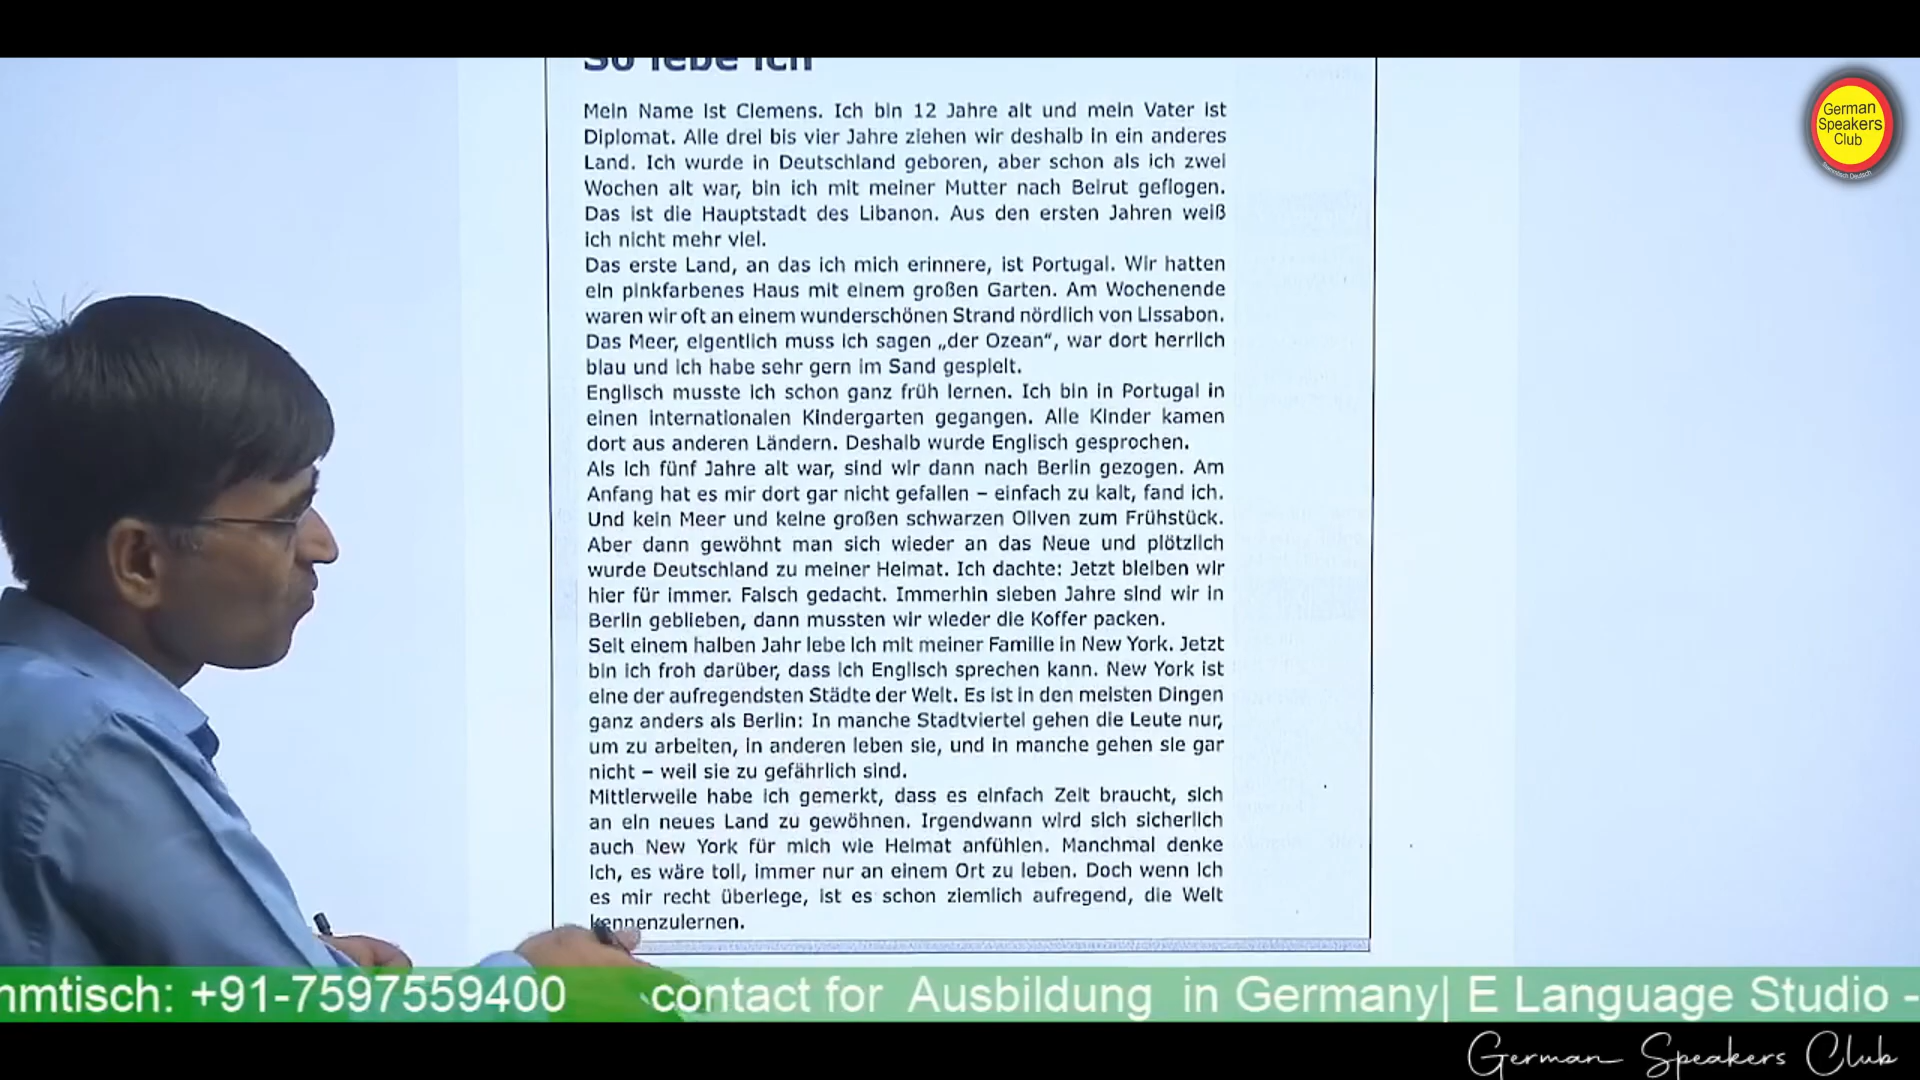 So lebe ich
Mein Name ist Clemens. Ich bin 12 Jahre alt und mein Vater ist
Diplomat. Alle drei bis vier Jahre ziehen wir deshalb in ein anderes
Land. Ich wurde in Deutschland geboren, aber schon als ich zwei
Wochen alt war, bin ich mit meiner Mutter nach Beirut geflogen.
Das ist die Hauptstadt des Libanon. Aus den ersten Jahren weiß
ich nicht mehr viel.
Das erste Land, an das ich mich erinnere, ist Portugal. Wir hatten
ein pinkfarbenes Haus mit einem großen Garten. Am Wochenende
waren wir oft an einem wunderschönen Strand nördlich von Lissabon.
Das Meer, eigentlich muss ich sagen „der Ozean“, war dort herrlich
blau und ich habe sehr gern im Sand gespielt.
Englisch musste ich schon ganz früh lernen. Ich bin in Portugal in
einen internationalen Kindergarten gegangen. Alle Kinder kamen
dort aus anderen Ländern. Deshalb wurde Englisch gesprochen.
Als ich fünf Jahre alt war, sind wir dann nach Berlin gezogen. Am
Anfang hat es mir dort gar nicht gefallen – einfach zu kalt, fand ich.
Und kein Meer und keine großen schwarzen Oliven zum Frühstück.
Aber dann gewöhnt man sich wieder an das Neue und plötzlich
wurde Deutschland zu meiner Heimat. Ich dachte: Jetzt bleiben wir
hier für immer. Falsch gedacht. Immerhin sieben Jahre sind wir in
Berlin geblieben, dann mussten wir wieder die Koffer packen.
Seit einem halben Jahr lebe ich mit meiner Familie in New York. Jetzt
bin ich froh darüber, dass ich Englisch sprechen kann. New York ist
eine der aufregendsten Städte der Welt. Es ist in den meisten Dingen
ganz anders als Berlin: In manche Stadtviertel gehen die Leute nur,
um zu arbeiten, in anderen leben sie, und in manche gehen sie gar
nicht – weil sie zu gefährlich sind.
Mittlerweile habe ich gemerkt, dass es einfach Zeit braucht, sich
an ein neues Land zu gewöhnen. Irgendwann wird sich sicherlich
auch New York für mich wie Heimat anfühlen. Manchmal denke
ich, es wäre toll, immer nur an einem Ort zu leben. Doch wenn ich
es mir recht überlege, ist es schon ziemlich aufregend, die Welt
kennenzulernen.
German
Speakers
Club
Stammtisch Deutsch
mmtisch: +91-7597559400 contact for Ausbildung in Germany| E Language Studio -
German Speakers Club